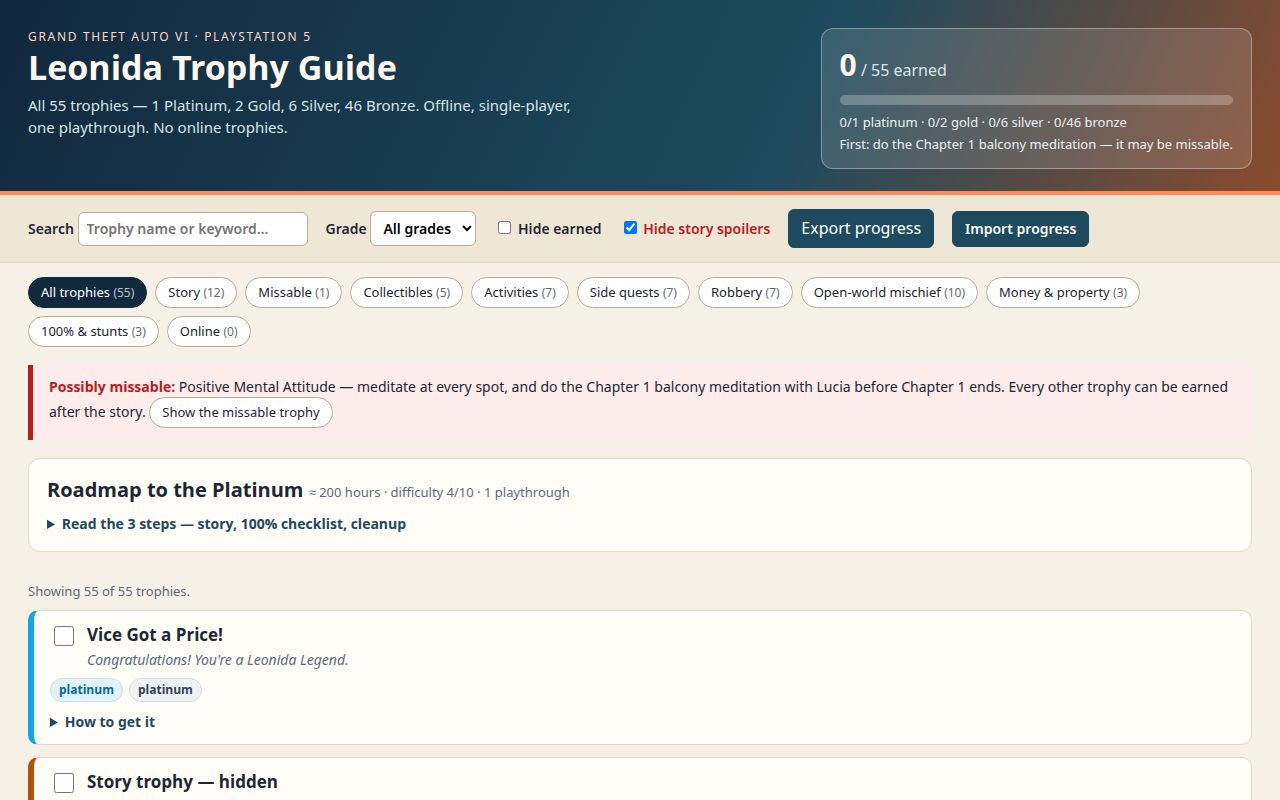 GRAND THEFT AUTO VI · PLAYSTATION 5
Leonida Trophy Guide
All 55 trophies — 1 Platinum, 2 Gold, 6 Silver, 46 Bronze. Offline, single-player,
one playthrough. No online trophies.
0 / 55 earned
0/1 platinum · 0/2 gold · 0/6 silver · 0/46 bronze
First: do the Chapter 1 balcony meditation — it may be missable.
Search Trophy name or keyword... Grade All grades Hide earned Hide story spoilers Export progress Import progress
All trophies (55) Story (12) Missable (1) Collectibles (5) Activities (7) Side quests (7) Robbery (7) Open-world mischief (10) Money & property (3)
100% & stunts (3) Online (0)
Possibly missable: Positive Mental Attitude — meditate at every spot, and do the Chapter 1 balcony meditation with Lucia before Chapter 1 ends. Every other trophy can be earned
after the story. Show the missable trophy
Roadmap to the Platinum ≈ 200 hours · difficulty 4/10 · 1 playthrough
Read the 3 steps — story, 100% checklist, cleanup
Showing 55 of 55 trophies.
Vice Got a Price!
Congratulations! You're a Leonida Legend.
platinum platinum
How to get it
Story trophy — hidden